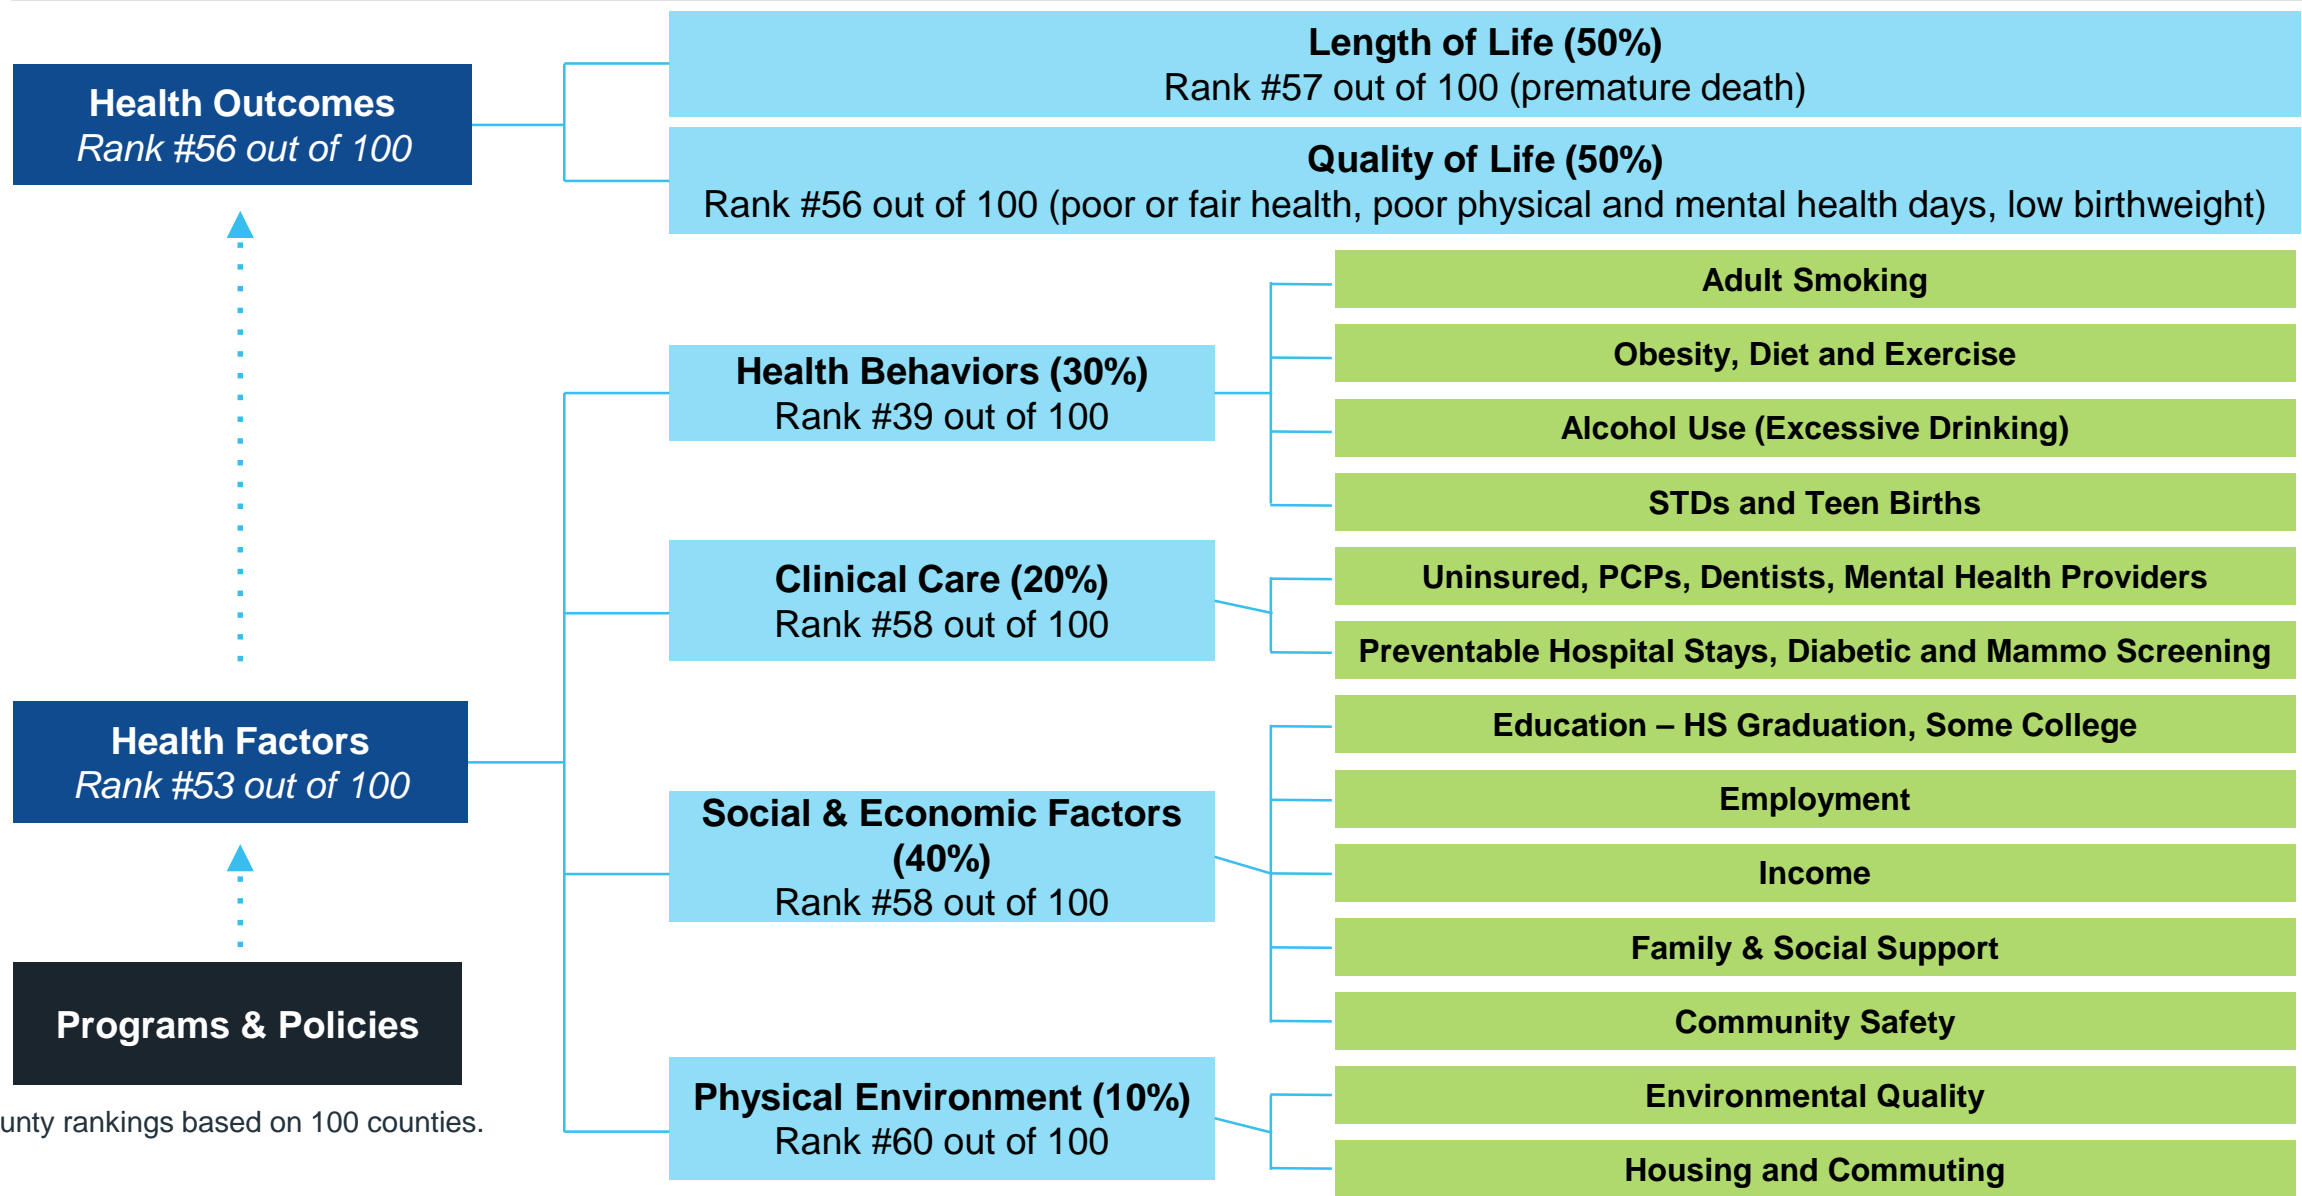 Health Outcomes
Rank #56 out of 100
Length of Life (50%)
Rank #57 out of 100 (premature death)
Quality of Life (50%)
Rank #56 out of 100 (poor or fair health, poor physical and mental health days, low birthweight)
Health Factors
Rank #53 out of 100
Health Behaviors (30%)
Rank #39 out of 100
Adult Smoking
Obesity, Diet and Exercise
Alcohol Use (Excessive Drinking)
STDs and Teen Births
Clinical Care (20%)
Rank #58 out of 100
Uninsured, PCPs, Dentists, Mental Health Providers
Preventable Hospital Stays, Diabetic and Mammo Screening
Social & Economic Factors
(40%)
Rank #58 out of 100
Education – HS Graduation, Some College
Employment
Income
Family & Social Support
Community Safety
Physical Environment (10%)
Rank #60 out of 100
Environmental Quality
Housing and Commuting
Programs & Policies
unty rankings based on 100 counties.